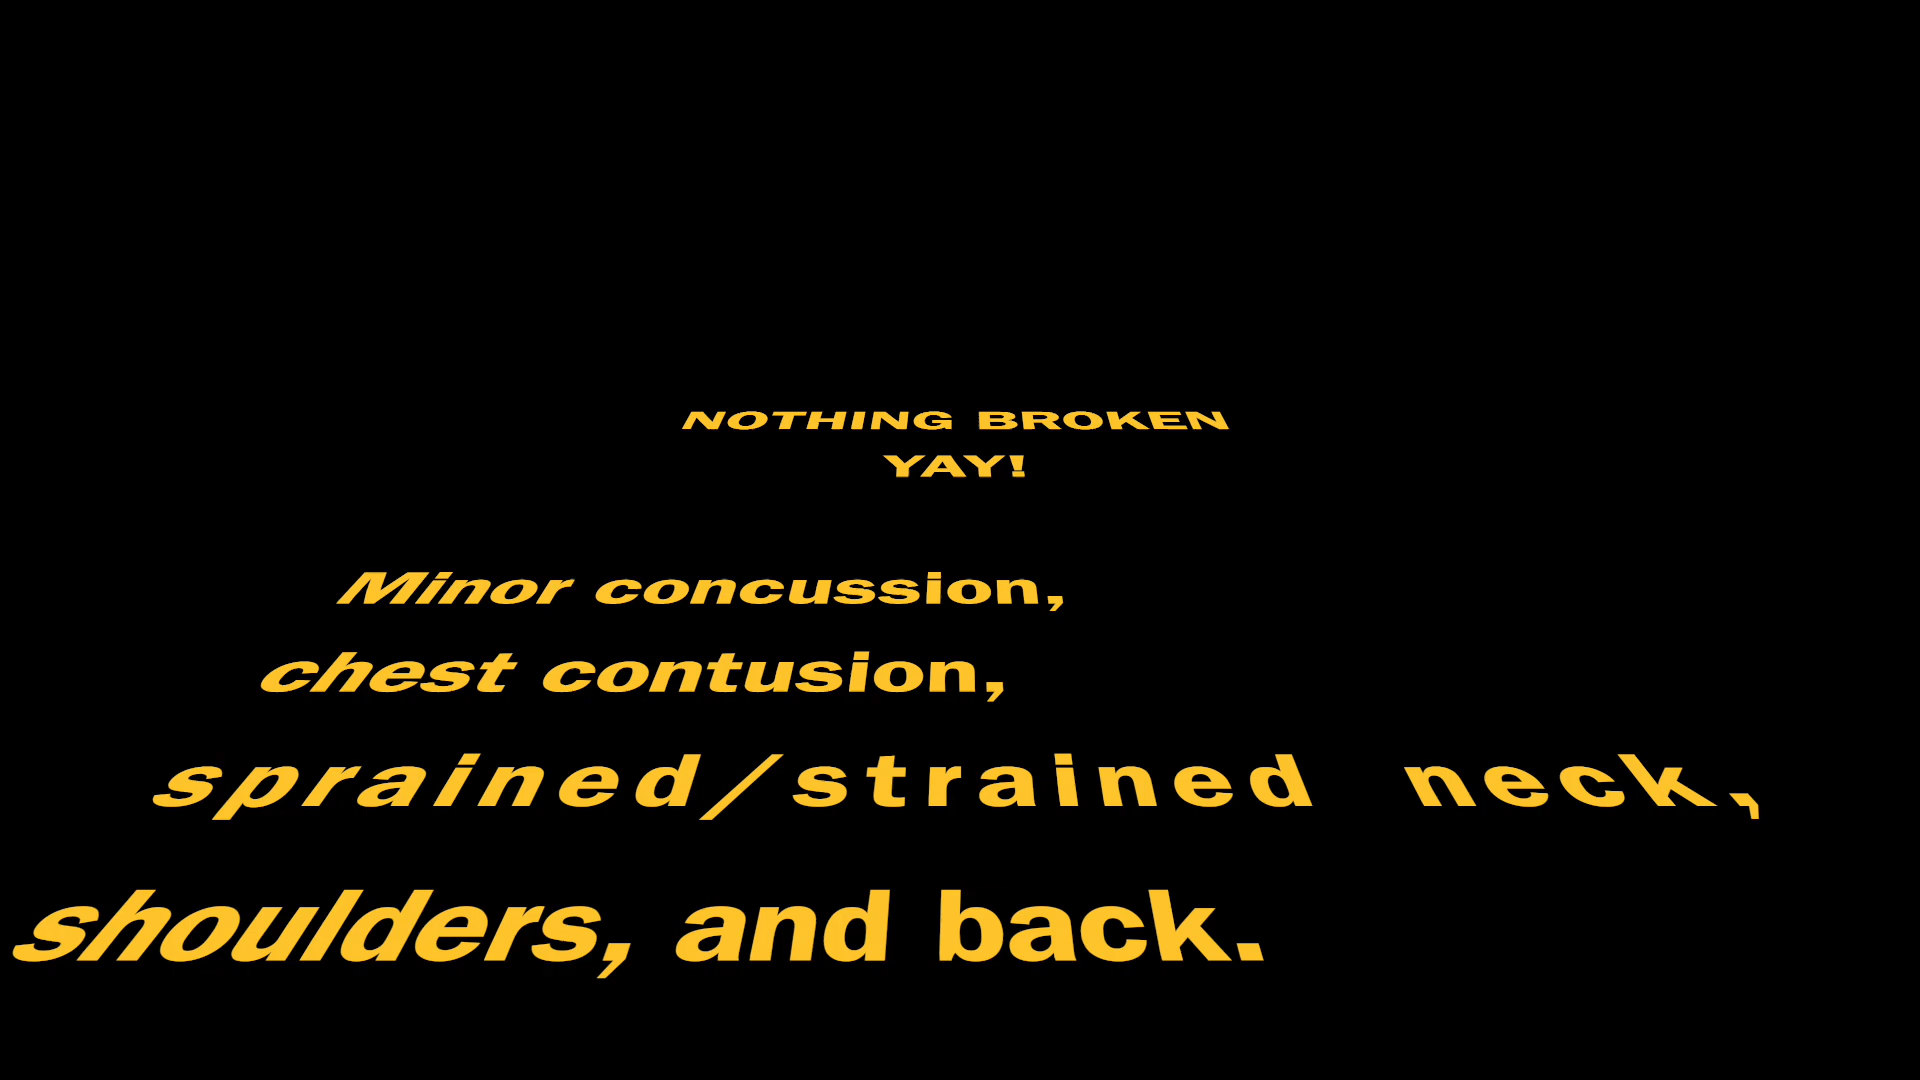 NOTHING BROKEN
YAY!
Minor concussion,
chest contusion,
sprained/strained neck,
shoulders, and back.